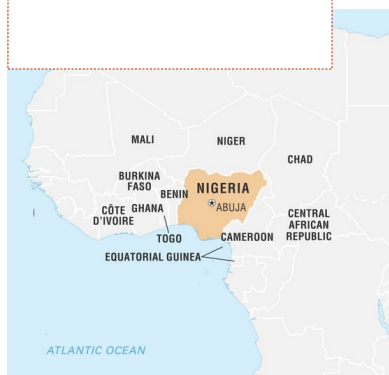 MALI
NIGER
CHAD
BURKINA
FASO
BENIN
NIGERIA
ABUJA
CÔTE
D'IVOIRE
GHANA
TOGO
CAMEROON
CENTRAL
AFRICAN
REPUBLIC
EQUATORIAL GUINEA
ATLANTIC OCEAN